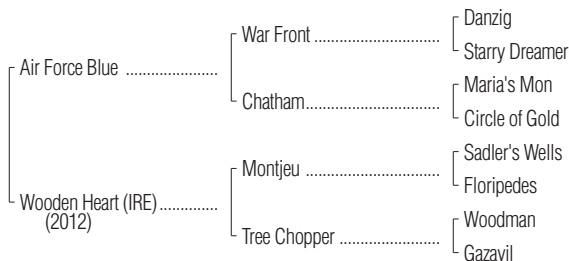 Danzig
War Front ..............................
Starry Dreamer
Air Force Blue ......................
Maria's Mon
Chatham................................
Circle of Gold
Sadler's Wells
Montjeu ................................
Floripedes
Wooden Heart (IRE)..............
(2012)
Woodman
Tree Chopper ........................
Gazavil